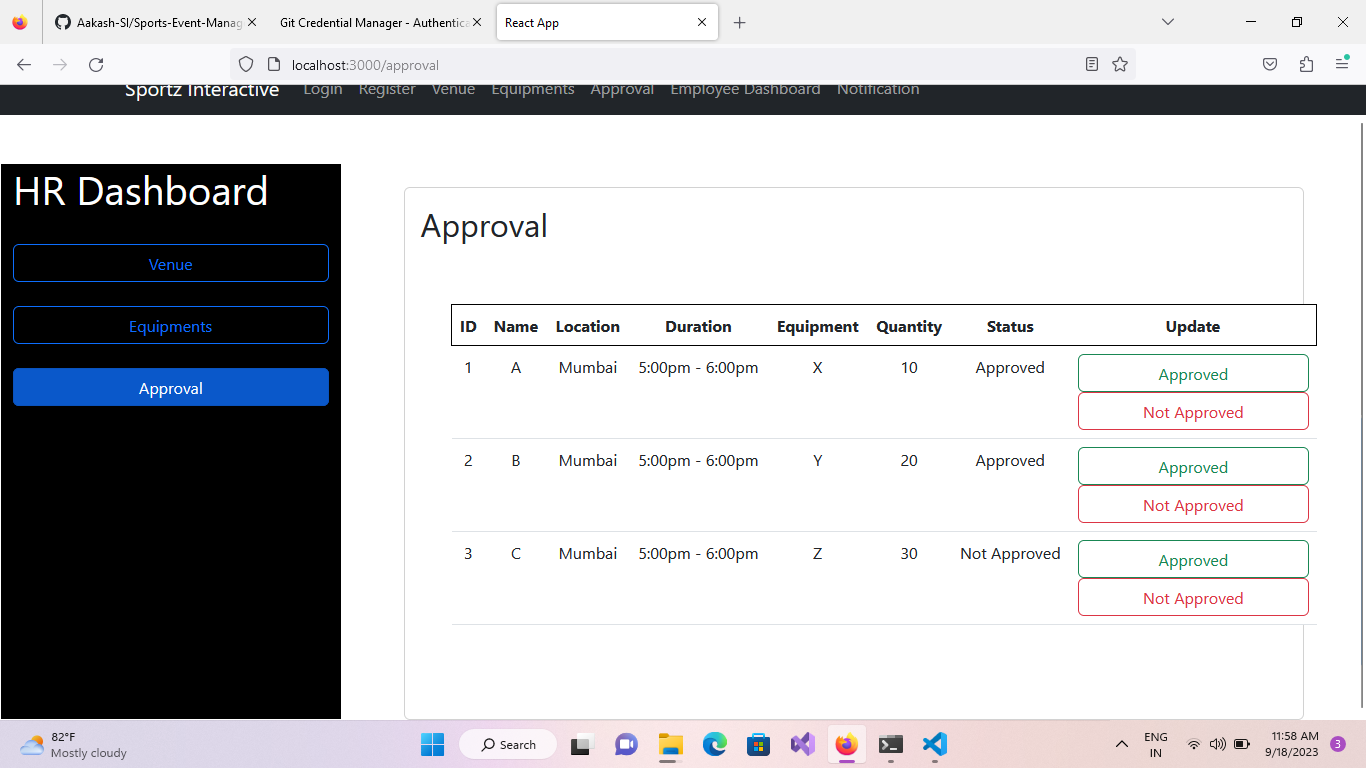 Aakash-SI/Sports-Event-Manag
Git Credential Manager - Authentica
React App
localhost:3000/approval
Sportz Interactive Login Register Venue Equipments Approval Employee Dashboard Notification
HR Dashboard
Venue
Equipments
Approval
Approval
ID Name Location Duration Equipment Quantity Status Update
1 A Mumbai 5:00pm - 6:00pm X 10 Approved Approved
Not Approved
2 B Mumbai 5:00pm - 6:00pm Y 20 Approved Approved
Not Approved
3 C Mumbai 5:00pm - 6:00pm Z 30 Not Approved Approved
Not Approved
82°F
Mostly cloudy
Search
ENG
IN
11:58 AM
9/18/2023
3